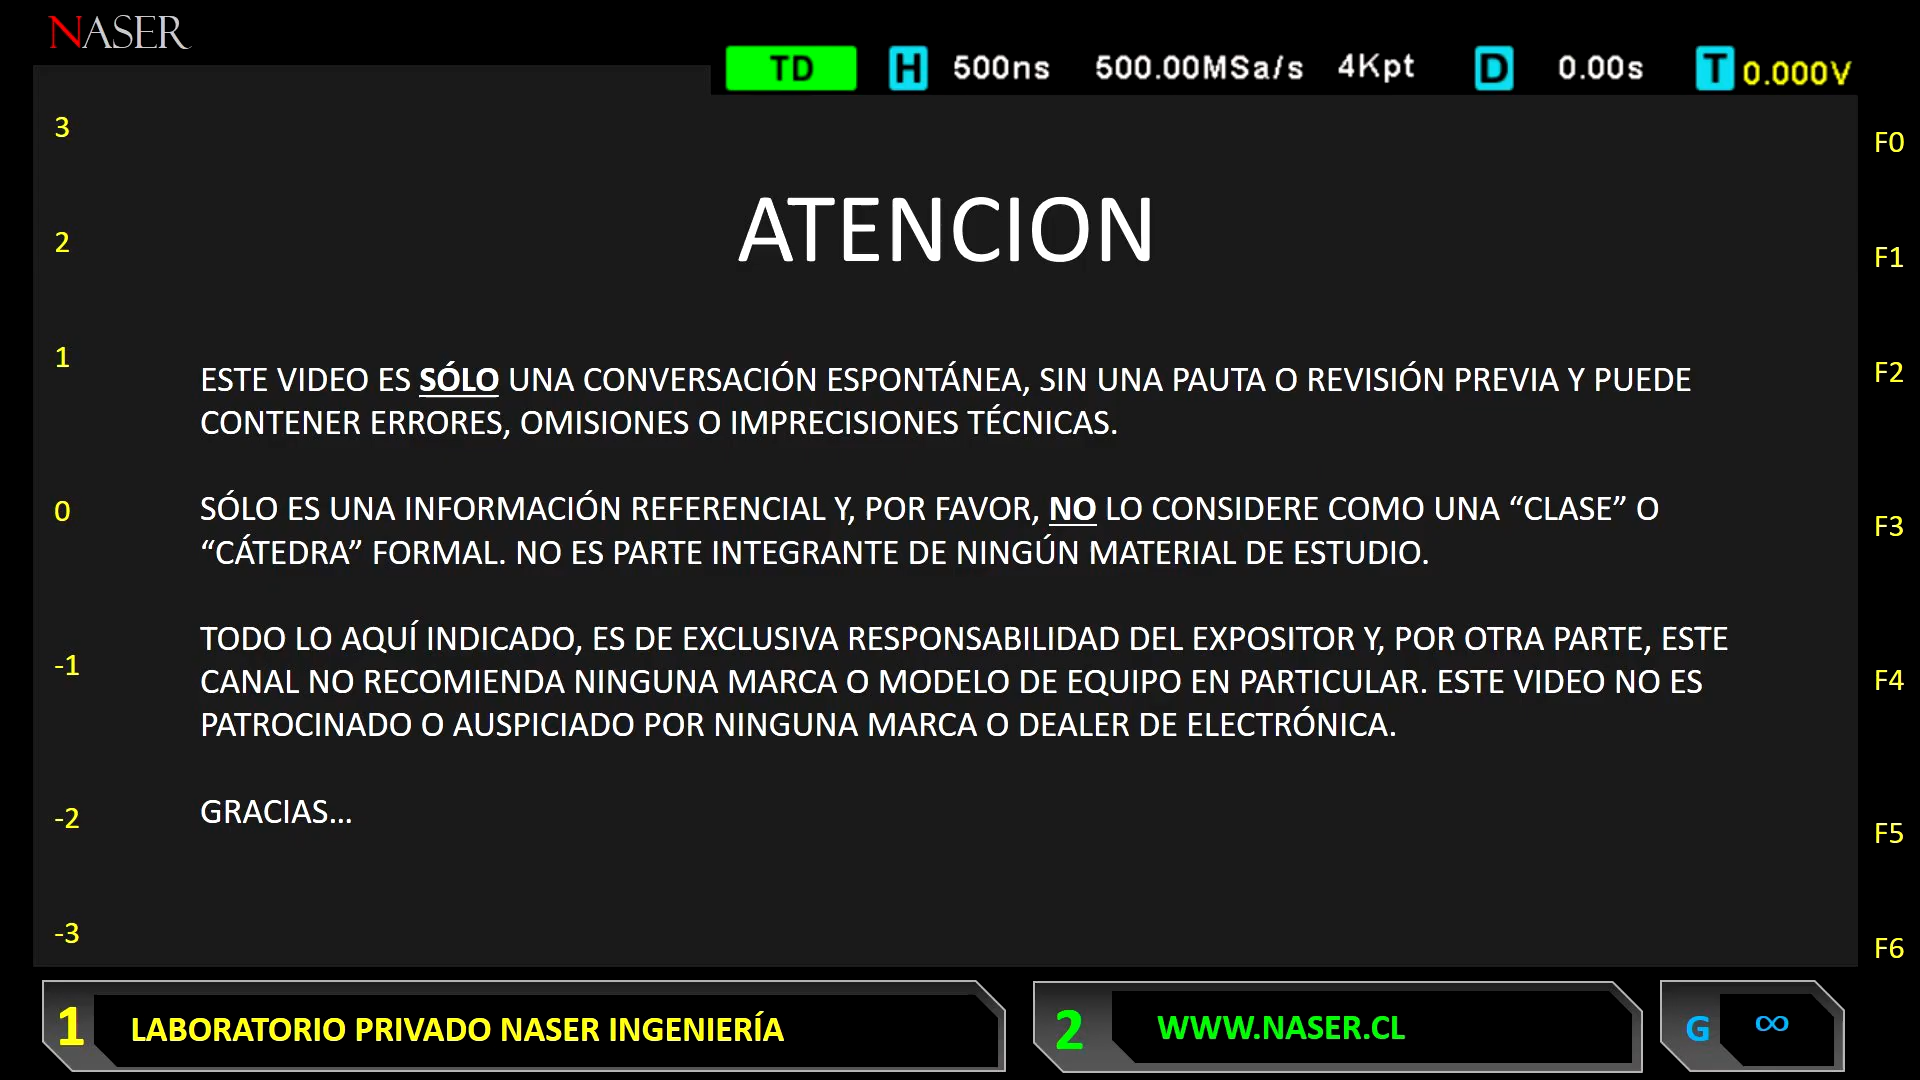 NASER
TD H 500ns 500.00MSa/s 4Kpt D 0.00s T 0.000V
3
2
1
0
-1
-2
-3
ATENCION
ESTE VIDEO ES SÓLO UNA CONVERSACIÓN ESPONTÁNEA, SIN UNA PAUTA O REVISIÓN PREVIA Y PUEDE
CONTENER ERRORES, OMISIONES O IMPRECISIONES TÉCNICAS.
SÓLO ES UNA INFORMACIÓN REFERENCIAL Y, POR FAVOR, NO LO CONSIDERE COMO UNA “CLASE” O
“CÁTEDRA” FORMAL. NO ES PARTE INTEGRANTE DE NINGÚN MATERIAL DE ESTUDIO.
TODO LO AQUÍ INDICADO, ES DE EXCLUSIVA RESPONSABILIDAD DEL EXPOSITOR Y, POR OTRA PARTE, ESTE
CANAL NO RECOMIENDA NINGUNA MARCA O MODELO DE EQUIPO EN PARTICULAR. ESTE VIDEO NO ES
PATROCINADO O AUSPICIADO POR NINGUNA MARCA O DEALER DE ELECTRÓNICA.
GRACIAS…
F0
F1
F2
F3
F4
F5
F6
1 LABORATORIO PRIVADO NASER INGENIERÍA
2 WWW.NASER.CL
G ∞